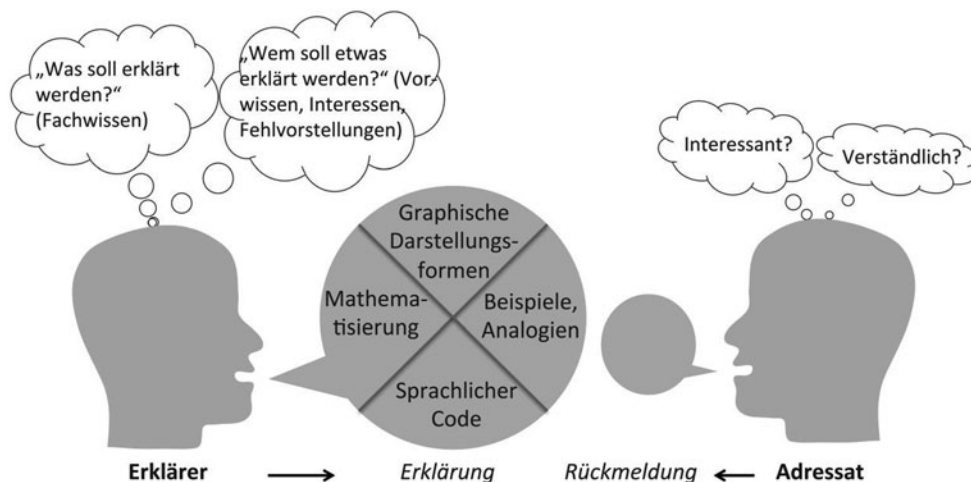 „Was soll erklärt
werden?“
(Fachwissen)
„Wem soll etwas
erklärt werden?“ (Vor-
wissen, Interessen,
Fehlvorstellungen)
Interessant?
Verständlich?
Graphische
Darstellungs-
formen
Mathema-
tisierung
Beispiele,
Analogien
Sprachlicher
Code
Erklärer
Erklärung
Rückmeldung
Adressat